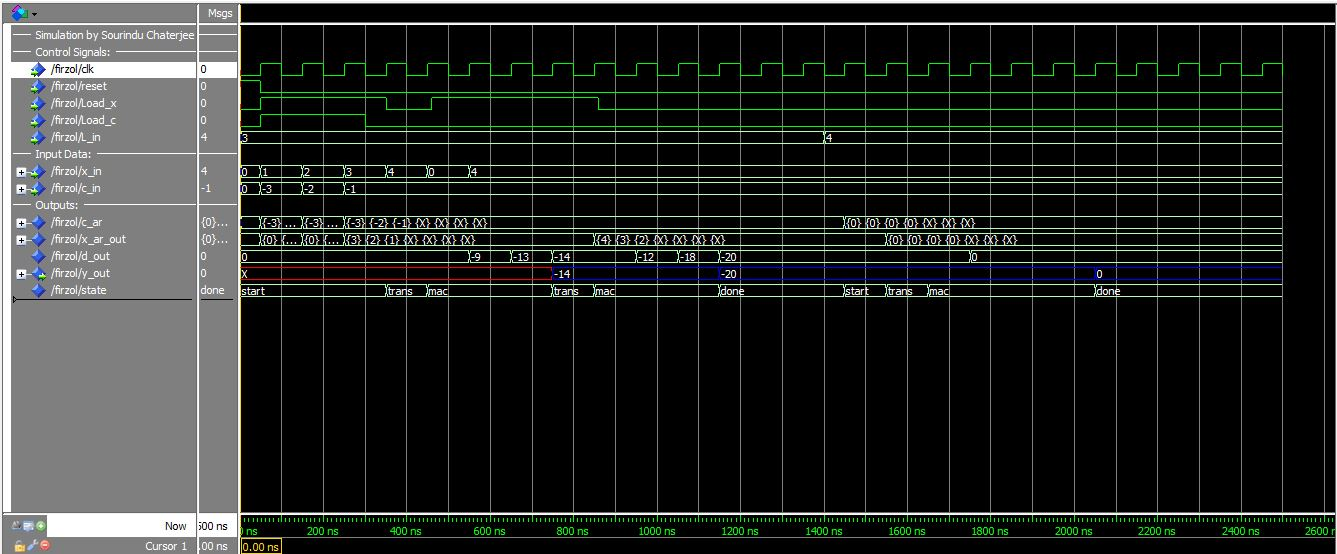 Msgs
Simulation by Sourindu Chaterjee
Control Signals:
/firzol/clk 0
/firzol/reset 0
/firzol/Load_x 0
/firzol/Load_c 0
/firzol/L_in 4 3 4
Input Data:
/firzol/x_in 4 0 1 2 3 4 0 4
/firzol/c_in -1 0 -3 -2 -1
Outputs:
/firzol/c_ar {0}... {-3} ... {-3} ... {-3} {-2} {-1} {X} {X} {X} {X} {0} {0} {0} {0} {X} {X} {X}
/firzol/x_ar_out {0}... {0} {... {0} {... {3} {2} {1} {X} {X} {X} {X} {4} {3} {2} {X} {X} {X} {X} {0} {0} {0} {0} {X} {X} {X}
/firzol/d_out 0 0 -9 -13 -14 -12 -18 -20 0
/firzol/y_out 0 X -14 -20 0
/firzol/state done start trans mac trans mac done start trans mac done
Now 500 ns 0 ns 200 ns 400 ns 600 ns 800 ns 1000 ns 1200 ns 1400 ns 1600 ns 1800 ns 2000 ns 2200 ns 2400 ns 2600
Cursor 1 .00 ns 0.00 ns